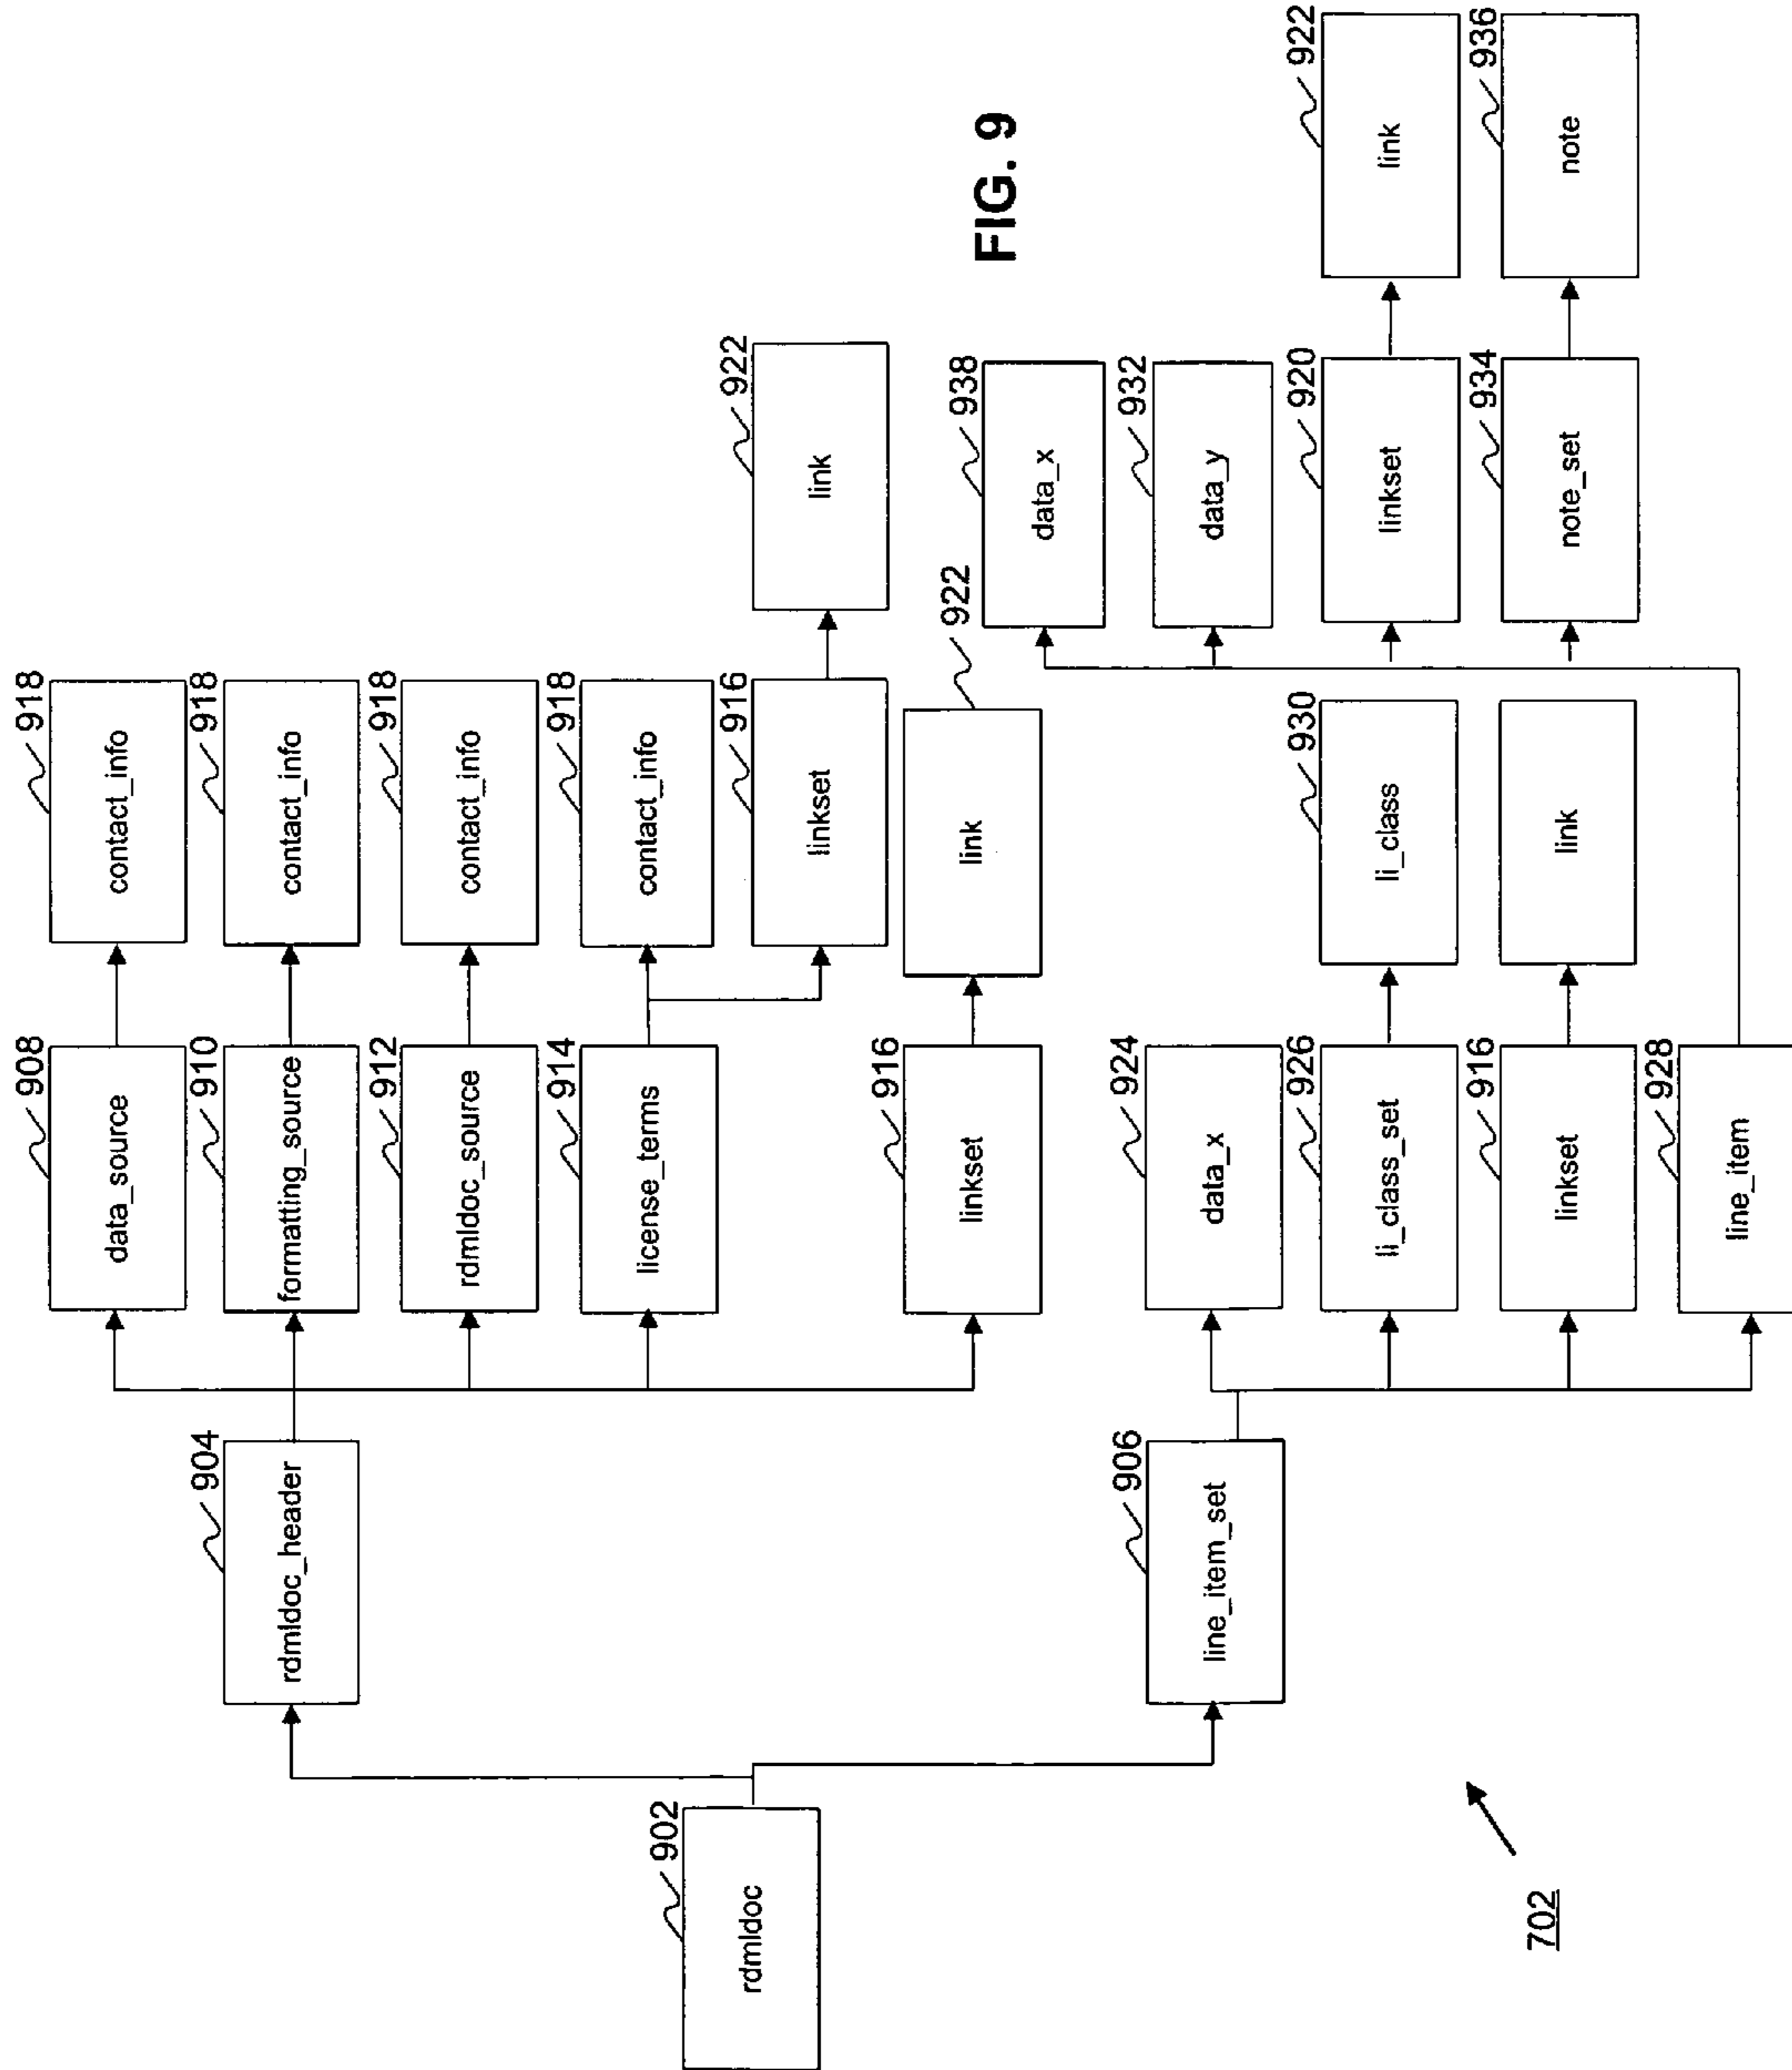 FIG. 9
702
902
rdmldoc
904
rdmldoc_header
906
line_item_set
908
data_source
910
formatting_source
912
rdmldoc_source
914
license_terms
916
linkset
924
data_x
926
li_class_set
916
linkset
928
line_item
918
contact_info
918
contact_info
918
contact_info
918
contact_info
916
linkset
922
link
930
li_class
link
922
link
938
data_x
932
data_y
920
linkset
934
note_set
922
link
936
note